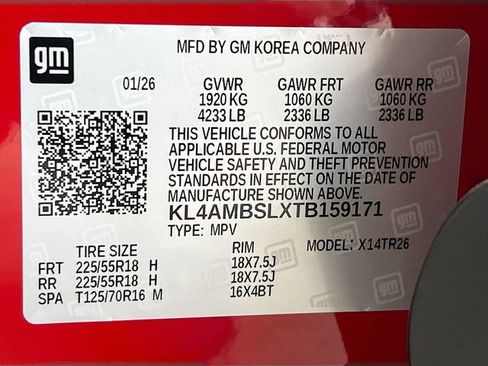 gm
MFD BY GM KOREA COMPANY
01/26 GVWR GAWR FRT GAWR RR
1920 KG 1060 KG 1060 KG
4233 LB 2336 LB 2336 LB
THIS VEHICLE CONFORMS TO ALL
APPLICABLE U.S. FEDERAL MOTOR
VEHICLE SAFETY AND THEFT PREVENTION
STANDARDS IN EFFECT ON THE DATE OF
MANUFACTURE SHOWN ABOVE.
KL4AMBSLXTB159171
TYPE: MPV
TIRE SIZE RIM MODEL: X14TR26
FRT 225/55R18 H 18X7.5J
RR 225/55R18 H 18X7.5J
SPA T125/70R16 M 16X4BT